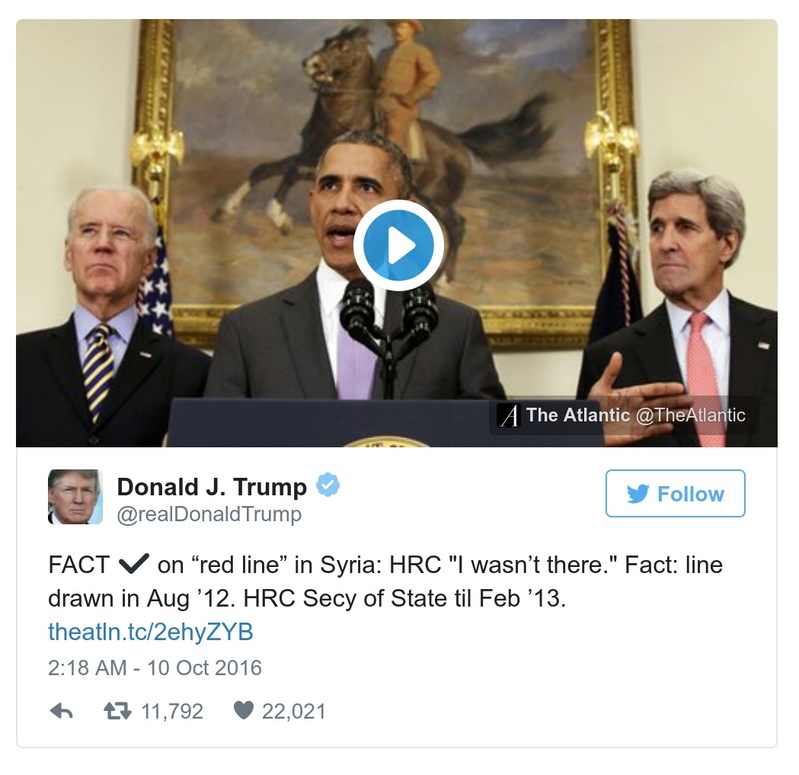 The Atlantic @TheAtlantic
Donald J. Trump
@realDonaldTrump
Follow
FACT ✔ on “red line” in Syria: HRC "I wasn’t there." Fact: line
drawn in Aug ’12. HRC Secy of State til Feb ’13.
theatln.tc/2ehyZYB
2:18 AM - 10 Oct 2016
11,792 22,021